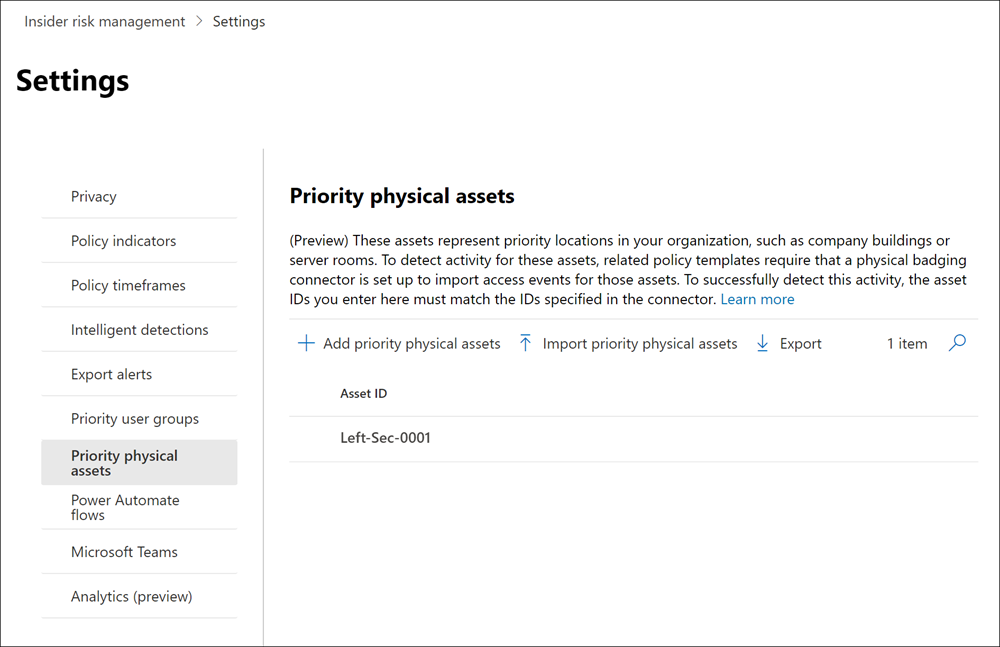 Insider risk management > Settings
Settings
Privacy
Policy indicators
Policy timeframes
Intelligent detections
Export alerts
Priority user groups
Priority physical
assets
Power Automate
flows
Microsoft Teams
Analytics (preview)
Priority physical assets
(Preview) These assets represent priority locations in your organization, such as company buildings or
server rooms. To detect activity for these assets, related policy templates require that a physical badging
connector is set up to import access events for those assets. To successfully detect this activity, the asset
IDs you enter here must match the IDs specified in the connector. Learn more
Add priority physical assets Import priority physical assets Export 1 item
Asset ID
Left-Sec-0001